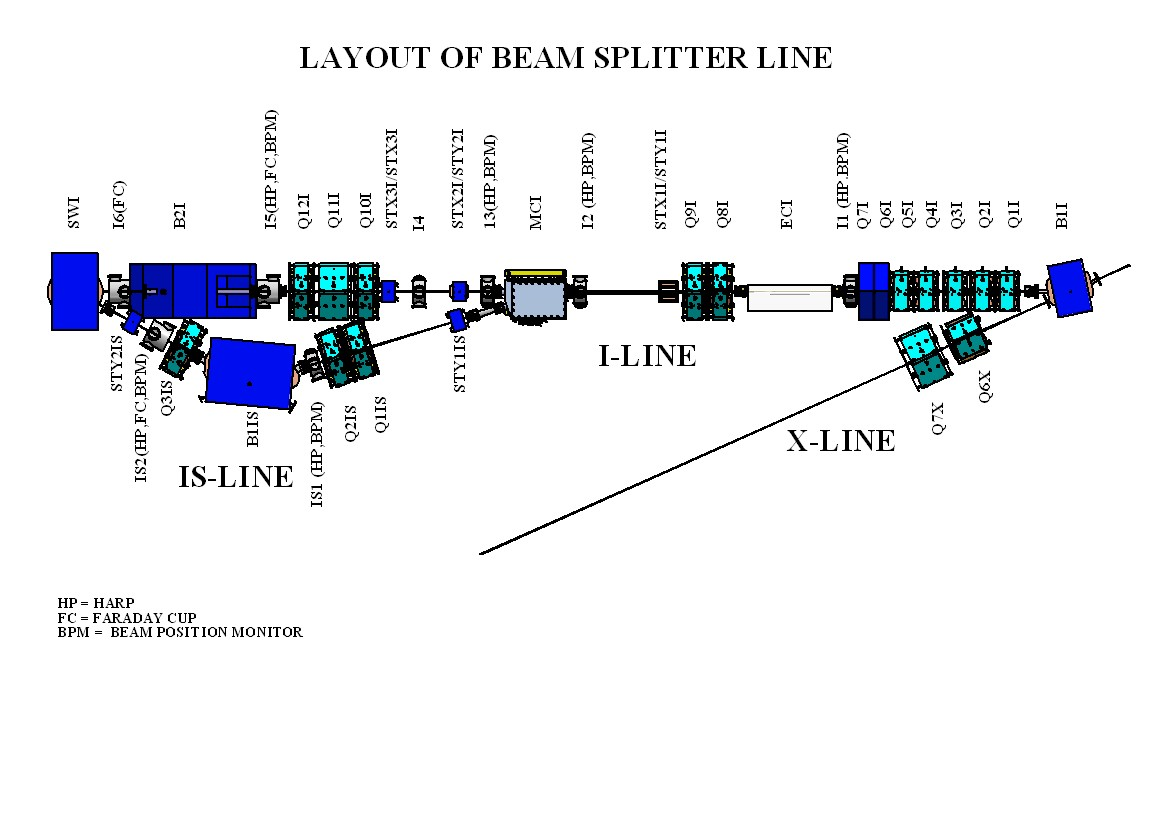 LAYOUT OF BEAM SPLITTER LINE
SWI
I6(FC)
B2I
I5(HP,FC,BPM)
Q12I
Q11I
Q10I
STX3I/STX3I
I4
STX2I/STY2I
I3(HP,BPM)
MCI
I2 (HP,BPM)
STX1I/STY1I
Q9I
Q8I
ECI
I1 (HP.BPM)
Q7I
Q6I
Q5I
Q4I
Q3I
Q2I
Q1I
B1I
STY2IS
IS2(HP,FC,BPM)
Q3IS
B1IS
IS1 (HP,BPM)
Q2IS
Q1IS
STY1IS
I-LINE
Q7X
Q6X
X-LINE
IS-LINE
HP = HARP
FC = FARADAY CUP
BPM = BEAM POSITION MONITOR